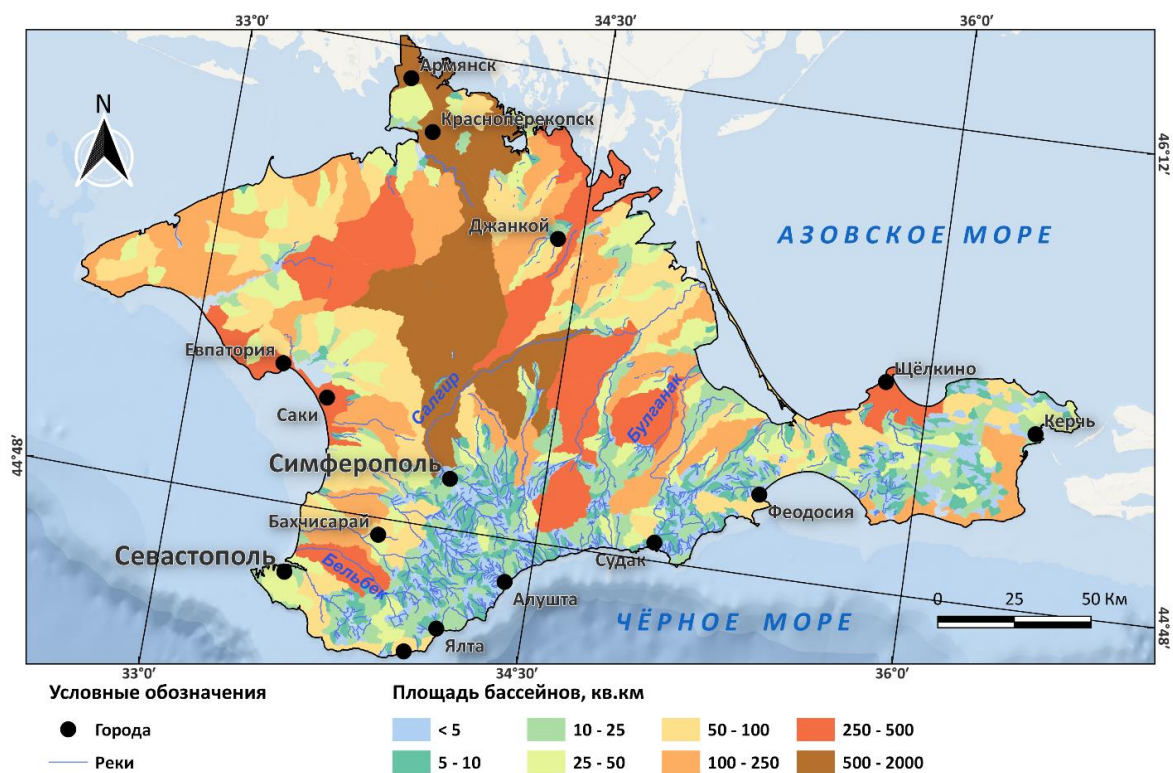 33°0′
34°30′
36°0′
N
Армянск
Красноперекопск
46°12′
Джанкой
АЗОВСКОЕ МОРЕ
Евпатория
Щёлкино
Саки
Салгир
Булганак
Керчь
44°48′
Симферополь
Феодосия
Бахчисарай
Севастополь
Бельбек
Судак
Алушта
0 25 50 Км
ЧЁРНОЕ МОРЕ
Ялта
44°48′
33°0′
34°30′
36°0′
Условные обозначения
Города
Реки
Площадь бассейнов, кв.км
< 5
10 - 25
50 - 100
250 - 500
5 - 10
25 - 50
100 - 250
500 - 2000